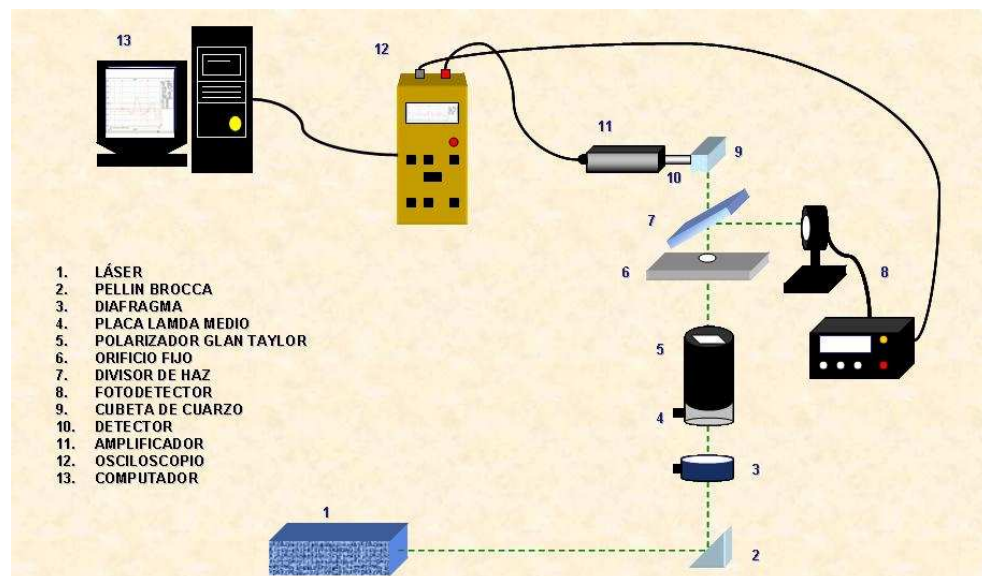 13
12
11
10
9
7
6
8
5
4
3
1
2
1. LÁSER
2. PELLIN BROCCA
3. DIAFRAGMA
4. PLACA LAMDA MEDIO
5. POLARIZADOR GLAN TAYLOR
6. ORIFICIO FIJO
7. DIVISOR DE HAZ
8. FOTODETECTOR
9. CUBETA DE CUARZO
10. DETECTOR
11. AMPLIFICADOR
12. OSCILOSCOPIO
13. COMPUTADOR